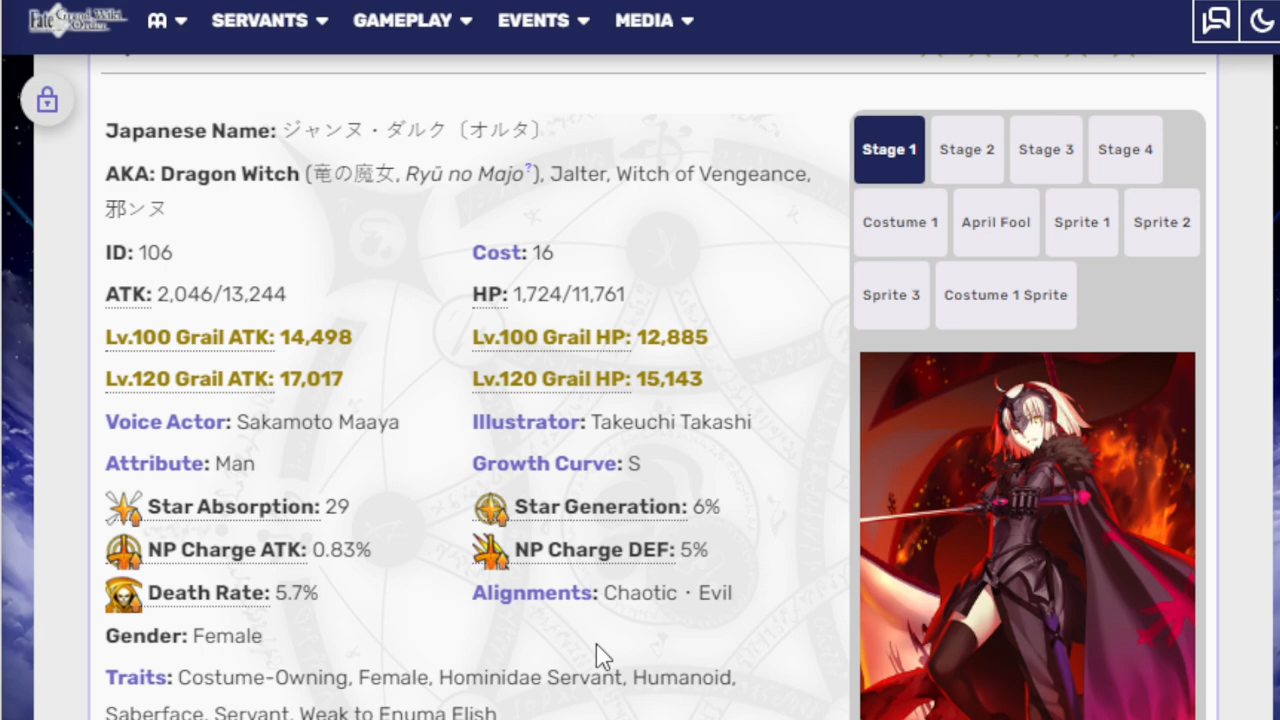 Fate Grand Wiki Order
SERVANTS GAMEPLAY EVENTS MEDIA
Japanese Name: ジャンヌ・ダルク〔オルタ〕
AKA: Dragon Witch (竜の魔女, Ryū no Majo?), Jalter, Witch of Vengeance,
邪ンヌ
ID: 106 Cost: 16
ATK: 2,046/13,244 HP: 1,724/11,761
Lv.100 Grail ATK: 14,498 Lv.100 Grail HP: 12,885
Lv.120 Grail ATK: 17,017 Lv.120 Grail HP: 15,143
Voice Actor: Sakamoto Maaya Illustrator: Takeuchi Takashi
Attribute: Man Growth Curve: S
Star Absorption: 29 Star Generation: 6%
NP Charge ATK: 0.83% NP Charge DEF: 5%
Death Rate: 5.7% Alignments: Chaotic・Evil
Gender: Female
Traits: Costume-Owning, Female, Hominidae Servant, Humanoid,
Saberface, Servant, Weak to Enuma Elish
Stage 1 Stage 2 Stage 3 Stage 4
Costume 1 April Fool Sprite 1 Sprite 2
Sprite 3 Costume 1 Sprite